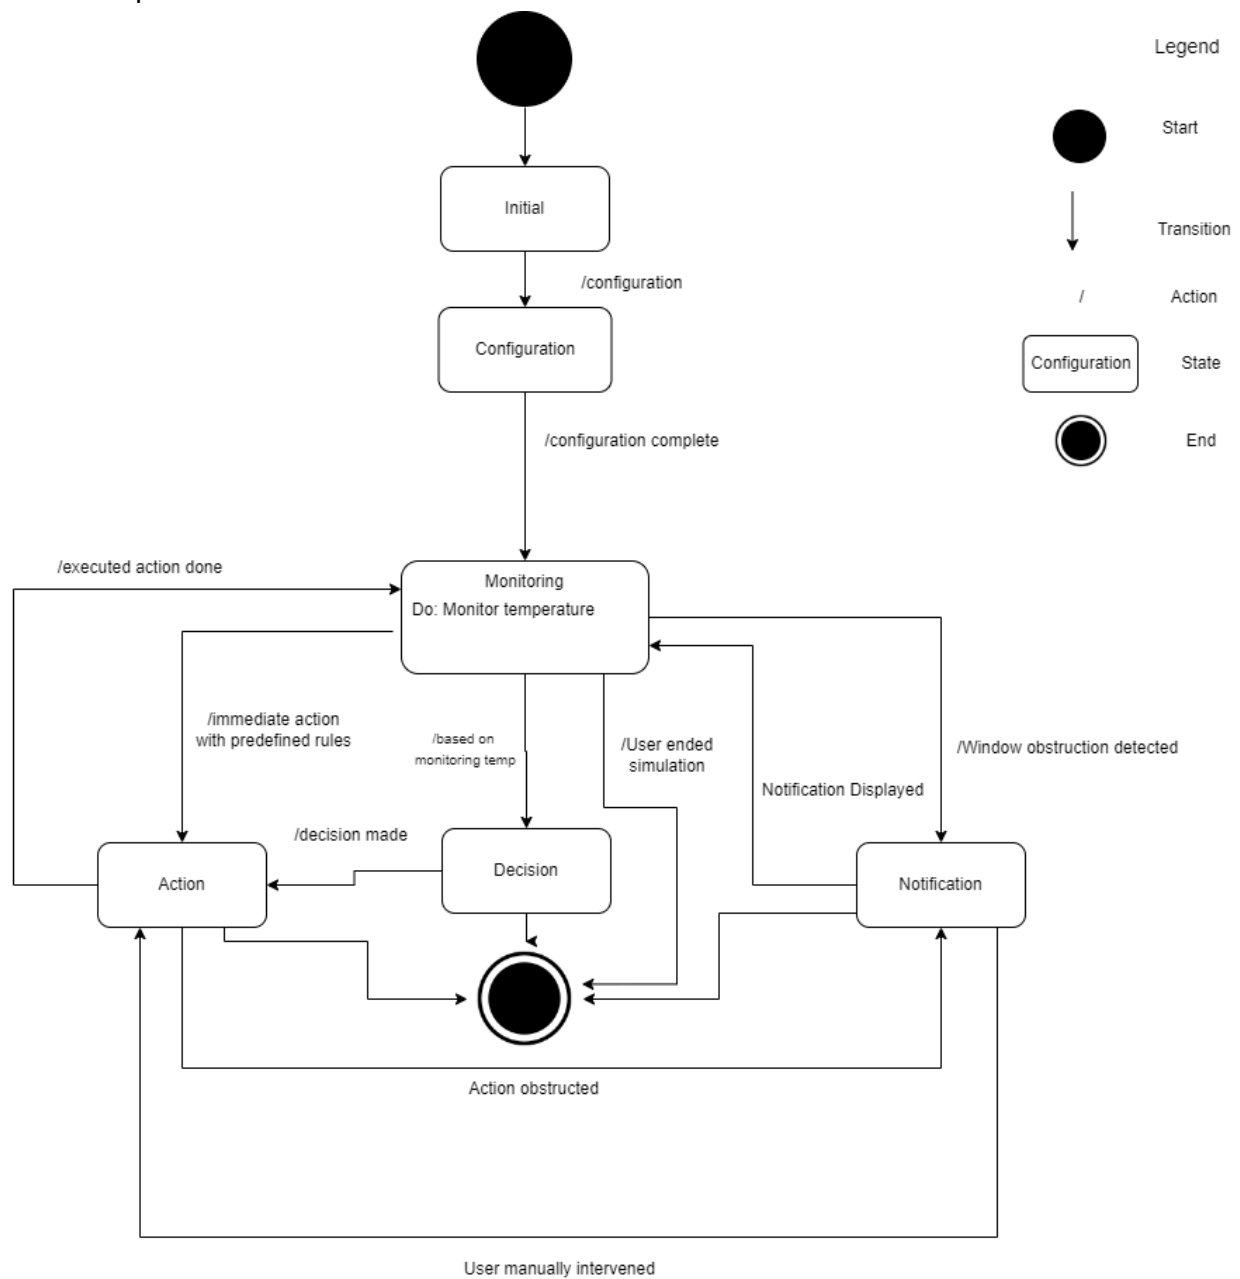 Legend
Start
Initial
Transition
/configuration
/
Action
Configuration
Configuration
State
/configuration complete
End
/executed action done
Monitoring
Do: Monitor temperature
/immediate action
with predefined rules
/based on
monitoring temp
/User ended
simulation
/Window obstruction detected
Notification Displayed
/decision made
Action
Decision
Notification
Action obstructed
User manually intervened